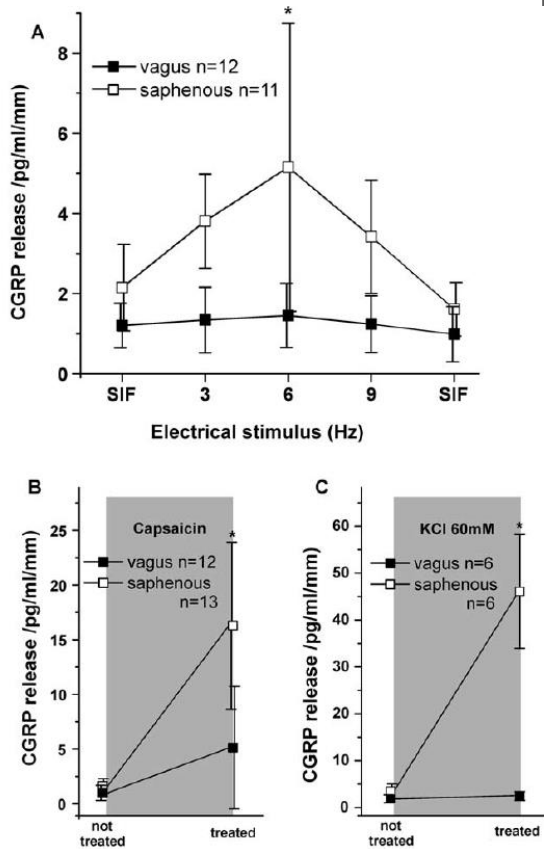 A
*
vagus n=12
saphenous n=11
CGRP release /pg/ml/mm
8
6
4
2
0
SIF 3 6 9 SIF
Electrical stimulus (Hz)
B
Capsaicin
*
vagus n=12
saphenous
n=13
CGRP release /pg/ml/mm
25
20
15
10
5
0
not
treated
treated
C
KCl 60mM
*
vagus n=6
saphenous
n=6
CGRP release /pg/ml/mm
60
50
40
30
20
10
0
not
treated
treated